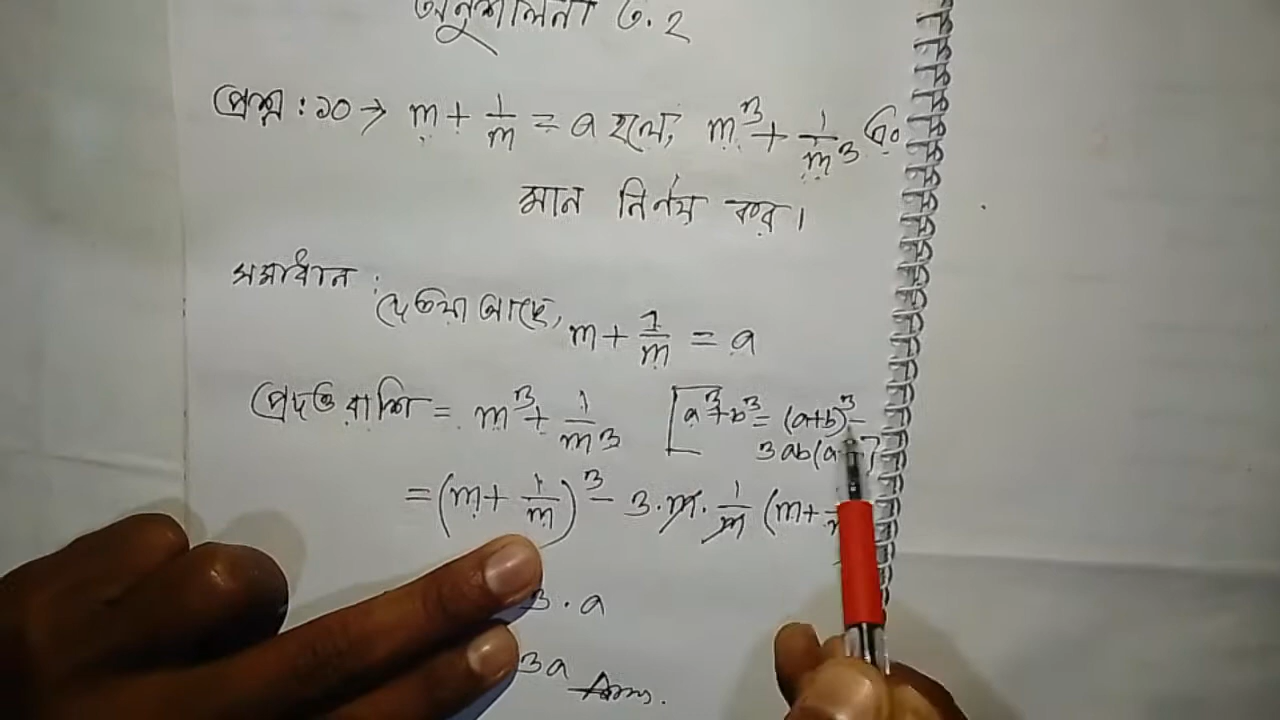 অনুশীলনী ৩.২
প্রশ্ন : ১০ → m + 1/m = a হলে, m³ + 1/m³ এর
মান নির্ণয় কর।
সমাধান :
দেওয়া আছে, m + 1/m = a
প্রদত্ত রাশি = m³ + 1/m³ [a³+b³ = (a+b)³ −
3ab(a
= (m + 1/m)³ − 3.m.1/m (m+
3 . a
3a Ans.